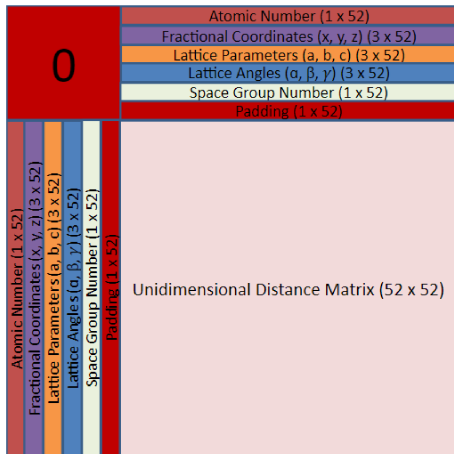 0
Atomic Number (1 x 52)
Fractional Coordinates (x, y, z) (3 x 52)
Lattice Parameters (a, b, c) (3 x 52)
Lattice Angles (α, β, γ) (3 x 52)
Space Group Number (1 x 52)
Padding (1 x 52)
Atomic Number (1 x 52)
Fractional Coordinates (x, y, z) (3 x 52)
Lattice Parameters (a, b, c) (3 x 52)
Lattice Angles (α, β, γ) (3 x 52)
Space Group Number (1 x 52)
Padding (1 x 52)
Unidimensional Distance Matrix (52 x 52)